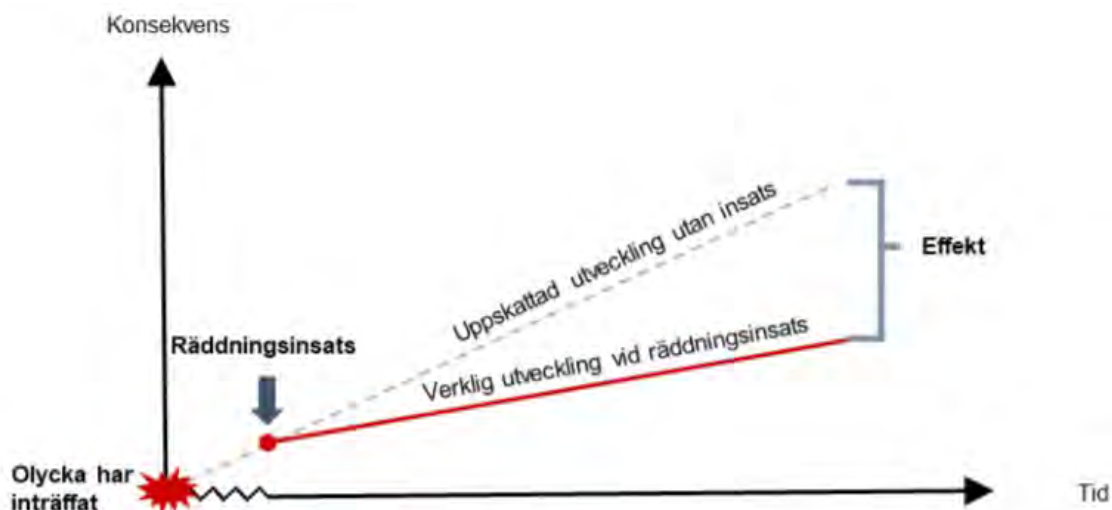 Konsekvens
Uppskattad utveckling utan insats
Effekt
Räddningsinsats
Verklig utveckling vid räddningsinsats
Olycka har
inträffat
Tid